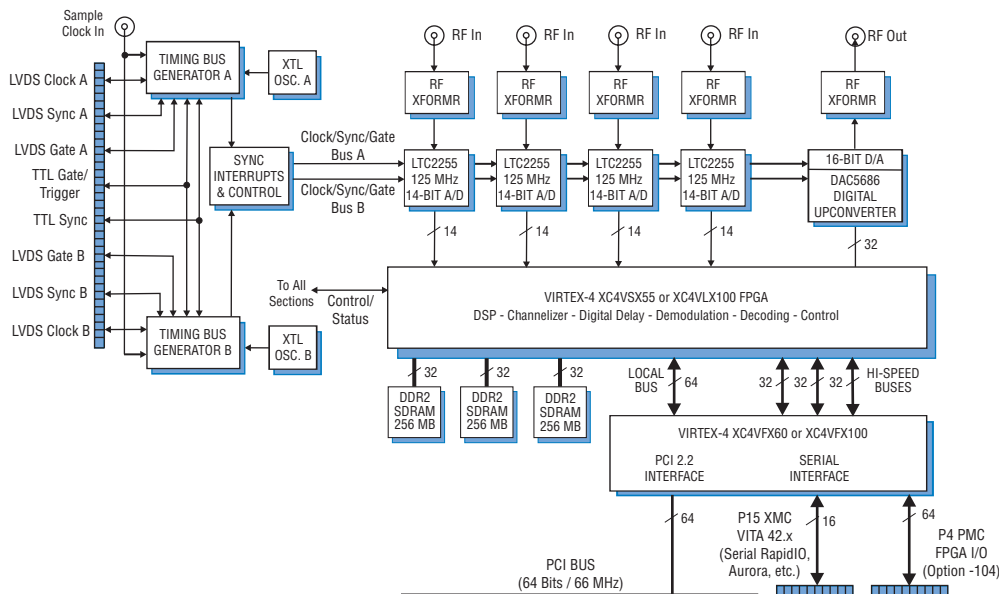 Sample
Clock In
TIMING BUS
GENERATOR A
XTL
OSC. A
LVDS Clock A
LVDS Sync A
LVDS Gate A
TTL Gate/
Trigger
TTL Sync
LVDS Gate B
LVDS Sync B
LVDS Clock B
SYNC
INTERRUPTS
& CONTROL
TIMING BUS
GENERATOR B
XTL
OSC. B
Clock/Sync/Gate
Bus A
Clock/Sync/Gate
Bus B
RF In
RF In
RF In
RF In
RF Out
RF
XFORMR
RF
XFORMR
RF
XFORMR
RF
XFORMR
RF
XFORMR
LTC2255
125 MHz
14-BIT A/D
LTC2255
125 MHz
14-BIT A/D
LTC2255
125 MHz
14-BIT A/D
LTC2255
125 MHz
14-BIT A/D
16-BIT D/A
DAC5686
DIGITAL
UPCONVERTER
14
14
14
14
32
To All
Sections
Control/
Status
VIRTEX-4 XC4VSX55 or XC4VLX100 FPGA
DSP - Channelizer - Digital Delay - Demodulation - Decoding - Control
32
32
32
LOCAL
BUS
64
32
32
32
HI-SPEED
BUSES
DDR2
SDRAM
256 MB
DDR2
SDRAM
256 MB
DDR2
SDRAM
256 MB
VIRTEX-4 XC4VFX60 or XC4VFX100
PCI 2.2
INTERFACE
SERIAL
INTERFACE
64
16
64
P15 XMC
VITA 42.x
(Serial RapidIO,
Aurora, etc.)
P4 PMC
FPGA I/O
(Option -104)
PCI BUS
(64 Bits / 66 MHz)